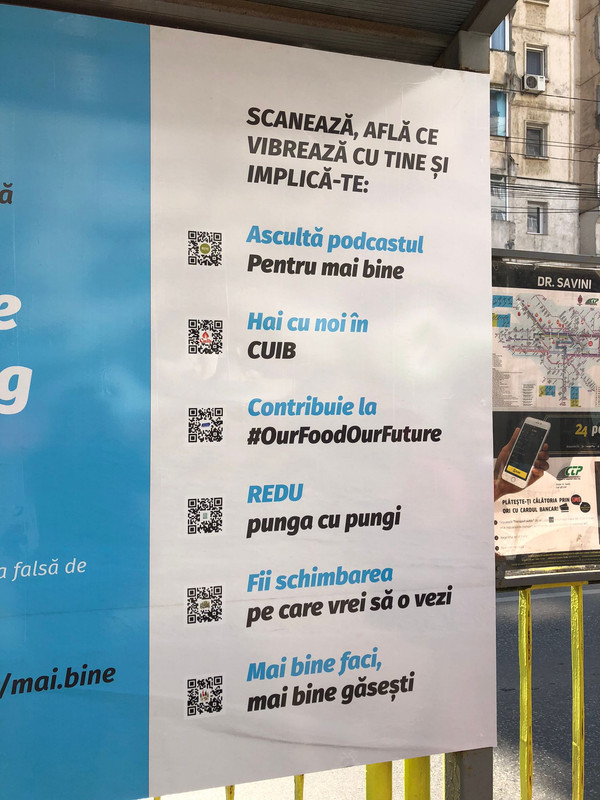 ă
e
g
a falsă de
/mai.bine
SCANEAZĂ, AFLĂ CE
VIBREAZĂ CU TINE ȘI
IMPLICĂ-TE:
Ascultă podcastul
Pentru mai bine
Hai cu noi în
CUIB
Contribuie la
#OurFoodOurFuture
REDU
punga cu pungi
Fii schimbarea
pe care vrei să o vezi
Mai bine faci,
mai bine găsești
DR. SAVINI
24 p
CTP
PLĂTEȘTE-ȚI CĂLĂTORIA PRIN
ORI CU CARDUL BANCAR!